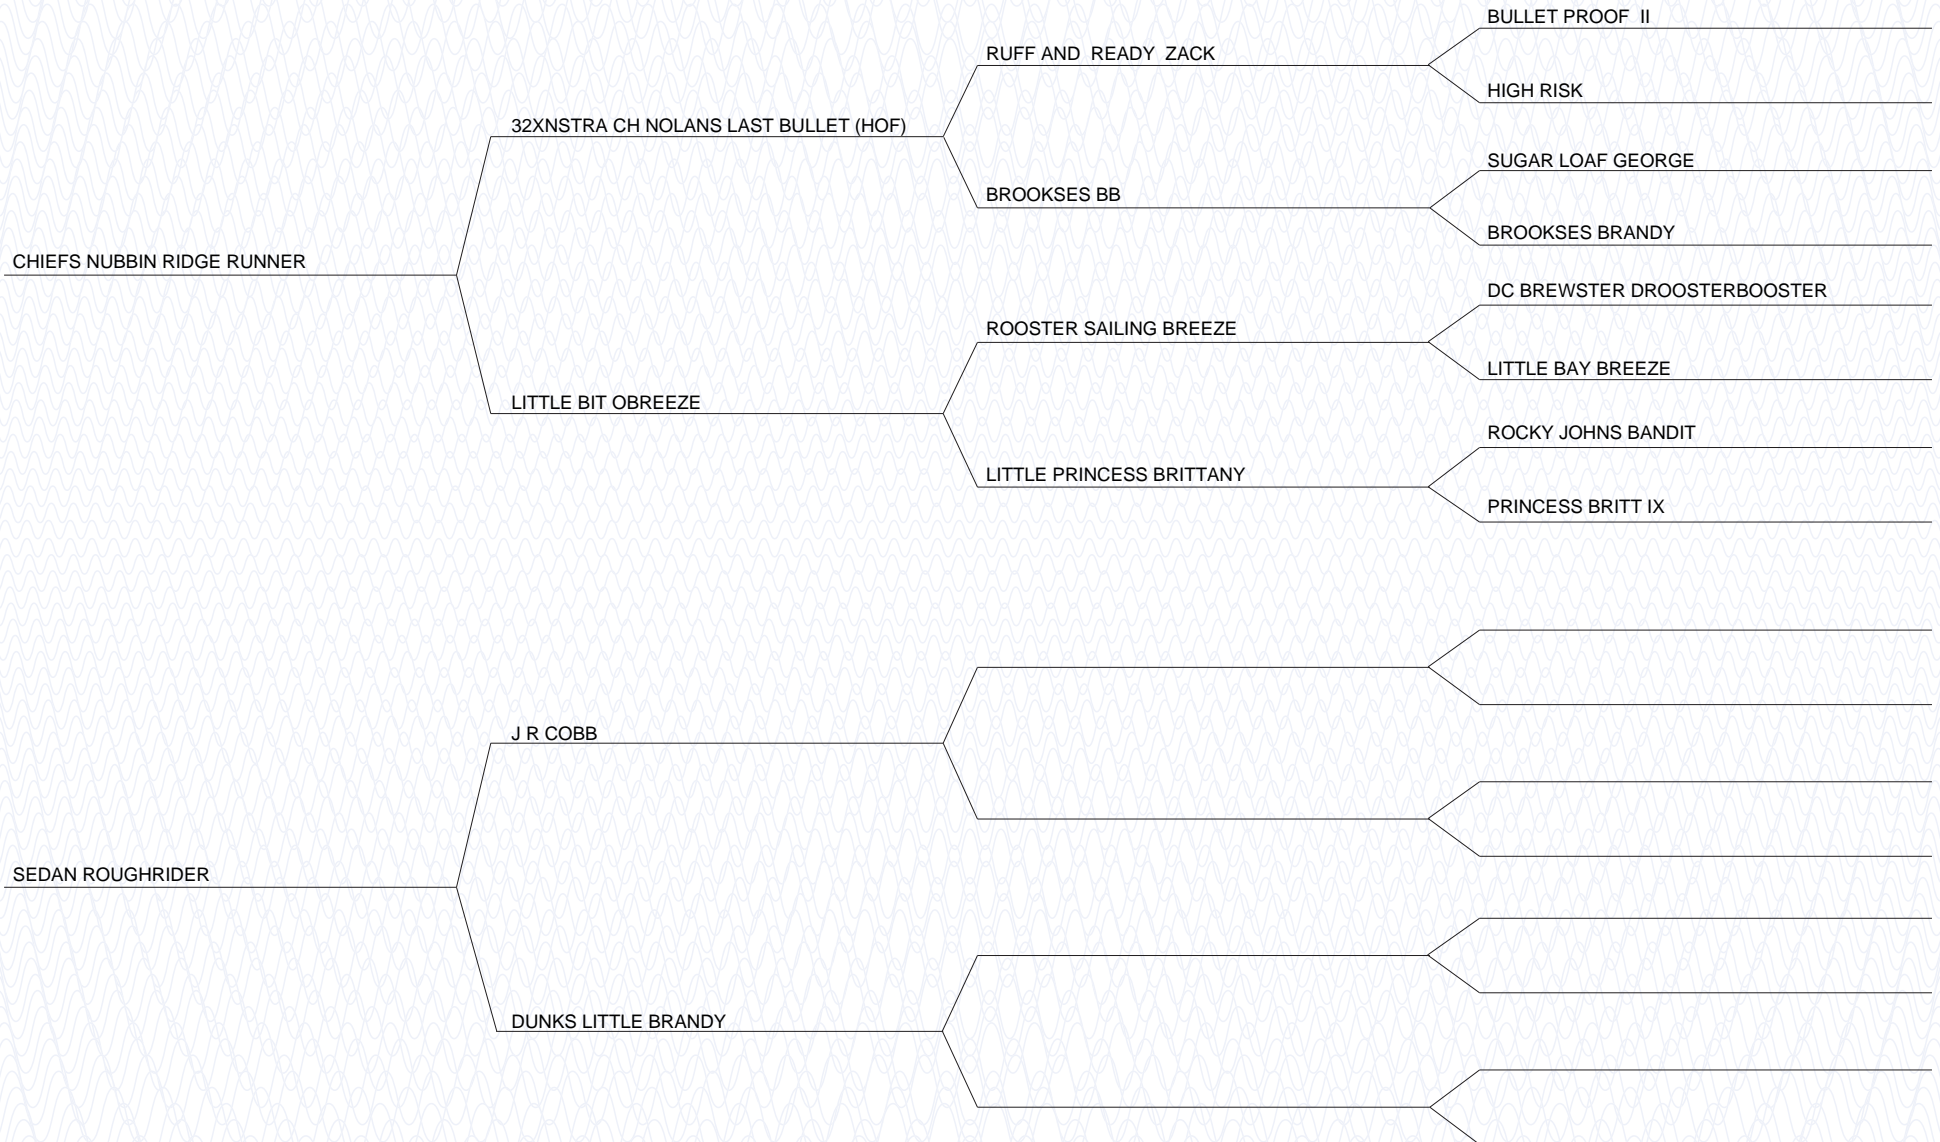 BULLET PROOF  II
RUFF AND  READY  ZACK
HIGH RISK
32XNSTRA CH NOLANS LAST BULLET (HOF)
SUGAR LOAF GEORGE
BROOKSES BB
BROOKSES BRANDY
CHIEFS NUBBIN RIDGE RUNNER
DC BREWSTER DROOSTERBOOSTER
ROOSTER SAILING BREEZE
LITTLE BAY BREEZE
LITTLE BIT OBREEZE
ROCKY JOHNS BANDIT
LITTLE PRINCESS BRITTANY
PRINCESS BRITT IX
J R COBB
SEDAN ROUGHRIDER
DUNKS LITTLE BRANDY